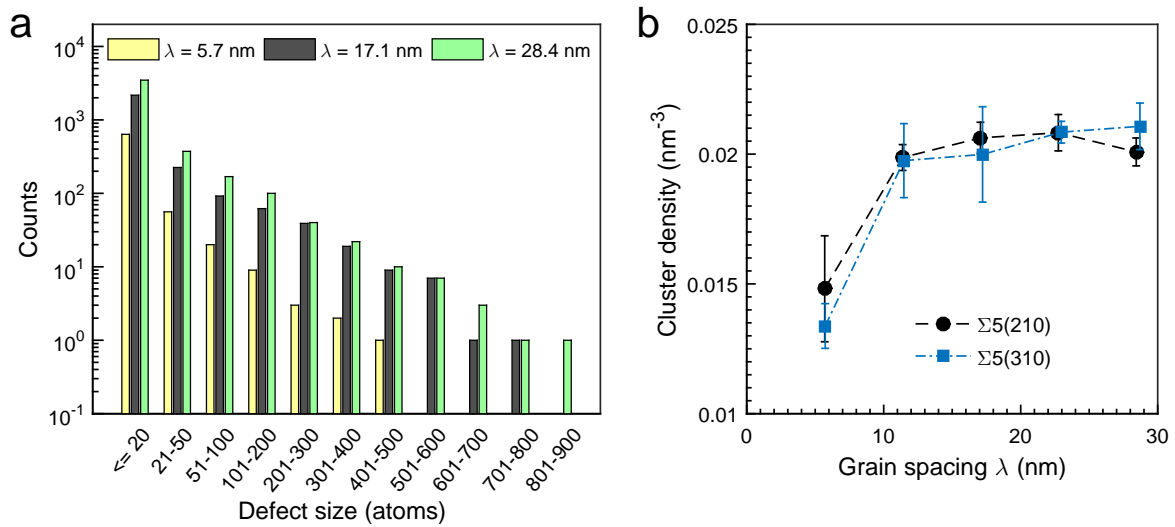 a
λ = 5.7 nm
λ = 17.1 nm
λ = 28.4 nm
10^4
10^3
10^2
10^1
10^0
10^-1
Counts
<= 20
21-50
51-100
101-200
201-300
301-400
401-500
501-600
601-700
701-800
801-900
Defect size (atoms)
b
0.025
0.02
0.015
0.01
Cluster density (nm^-3)
Σ5(210)
Σ5(310)
0
10
20
30
Grain spacing λ (nm)